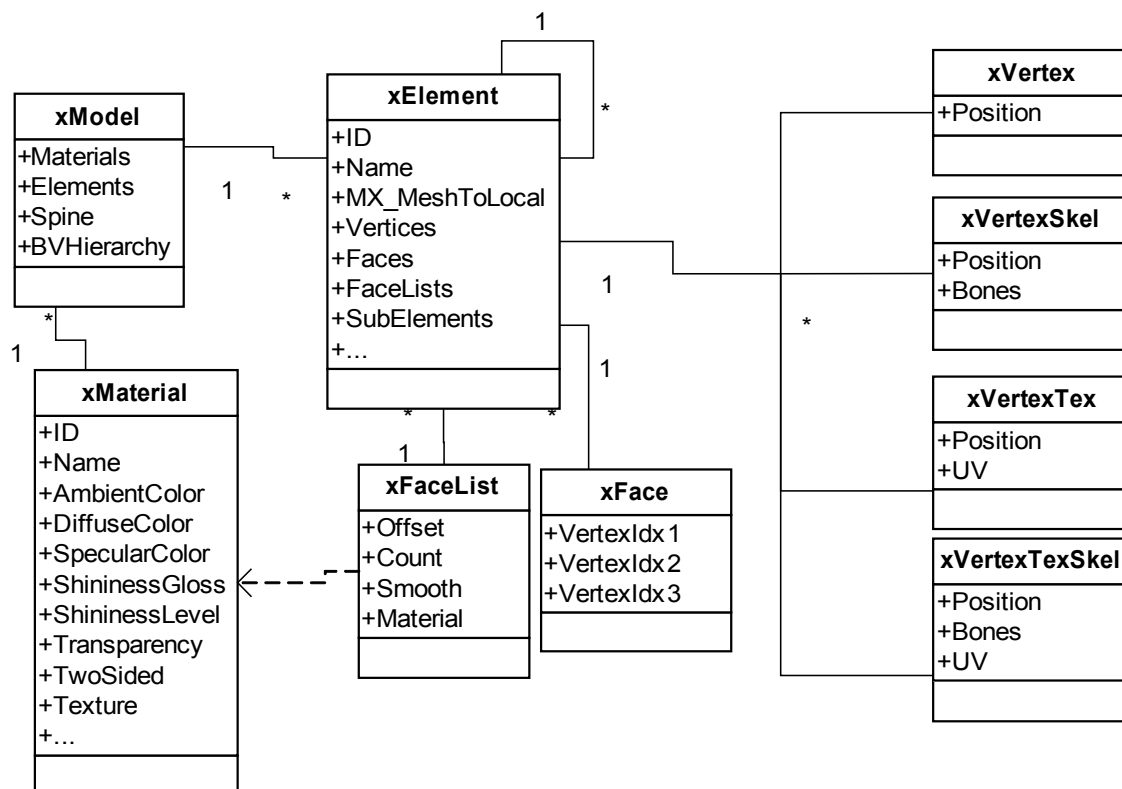 xModel
+Materials
+Elements
+Spine
+BVHierarchy
1
*
1
*
xElement
+ID
+Name
+MX_MeshToLocal
+Vertices
+Faces
+FaceLists
+SubElements
+...
*
1
xMaterial
+ID
+Name
+AmbientColor
+DiffuseColor
+SpecularColor
+ShininessGloss
+ShininessLevel
+Transparency
+TwoSided
+Texture
+...
*
1
xFaceList
+Offset
+Count
+Smooth
+Material
1
*
xFace
+VertexIdx1
+VertexIdx2
+VertexIdx3
1
*
xVertex
+Position
xVertexSkel
+Position
+Bones
xVertexTex
+Position
+UV
xVertexTexSkel
+Position
+Bones
+UV